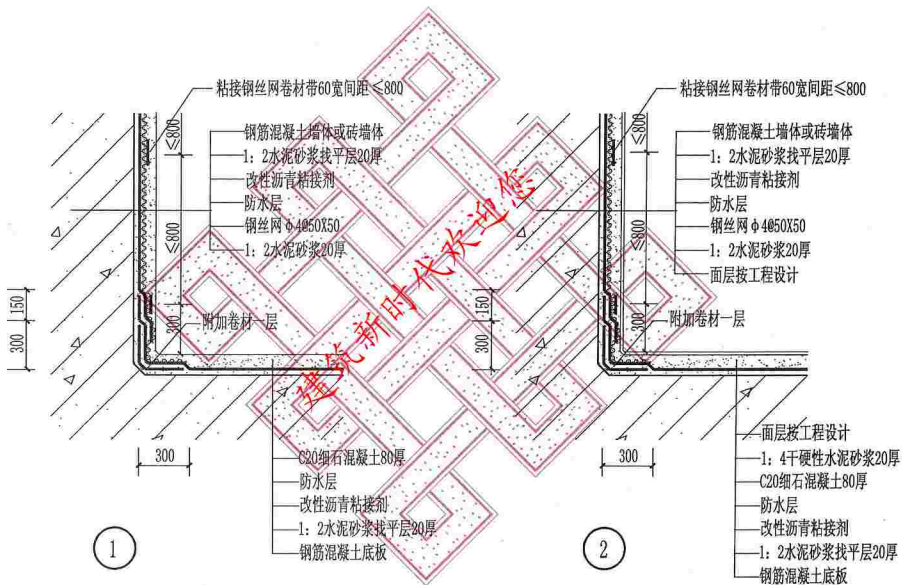 粘接钢丝网卷材带60宽间距≤800
钢筋混凝土墙体或砖墙体
1：2水泥砂浆找平层20厚
改性沥青粘接剂
防水层
钢丝网ф4@50X50
1：2水泥砂浆20厚
≤800
≤800
150
300
300
附加卷材一层
300
C20细石混凝土80厚
防水层
改性沥青粘接剂
1：2水泥砂浆找平层20厚
钢筋混凝土底板
1
粘接钢丝网卷材带60宽间距≤800
钢筋混凝土墙体或砖墙体
1：2水泥砂浆找平层20厚
改性沥青粘接剂
防水层
钢丝网ф4@50X50
1：2水泥砂浆20厚
面层按工程设计
≤800
≤800
150
300
300
附加卷材一层
300
面层按工程设计
1：4干硬性水泥砂浆20厚
C20细石混凝土80厚
防水层
改性沥青粘接剂
1：2水泥砂浆找平层20厚
钢筋混凝土底板
2
建筑新时代欢迎您